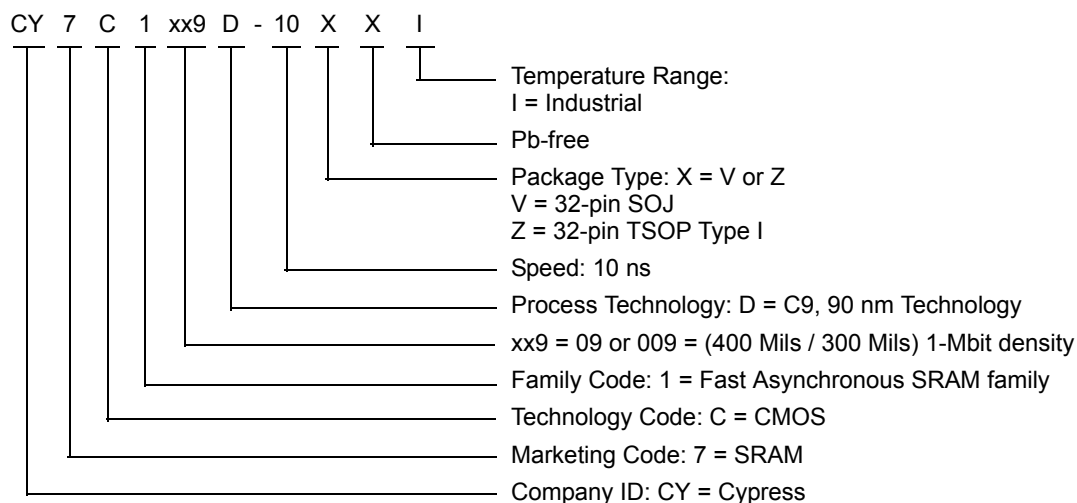 CY 7 C 1 xx9 D - 10 X X I
Temperature Range:
I = Industrial
Pb-free
Package Type: X = V or Z
V = 32-pin SOJ
Z = 32-pin TSOP Type I
Speed: 10 ns
Process Technology: D = C9, 90 nm Technology
xx9 = 09 or 009 = (400 Mils / 300 Mils) 1-Mbit density
Family Code: 1 = Fast Asynchronous SRAM family
Technology Code: C = CMOS
Marketing Code: 7 = SRAM
Company ID: CY = Cypress